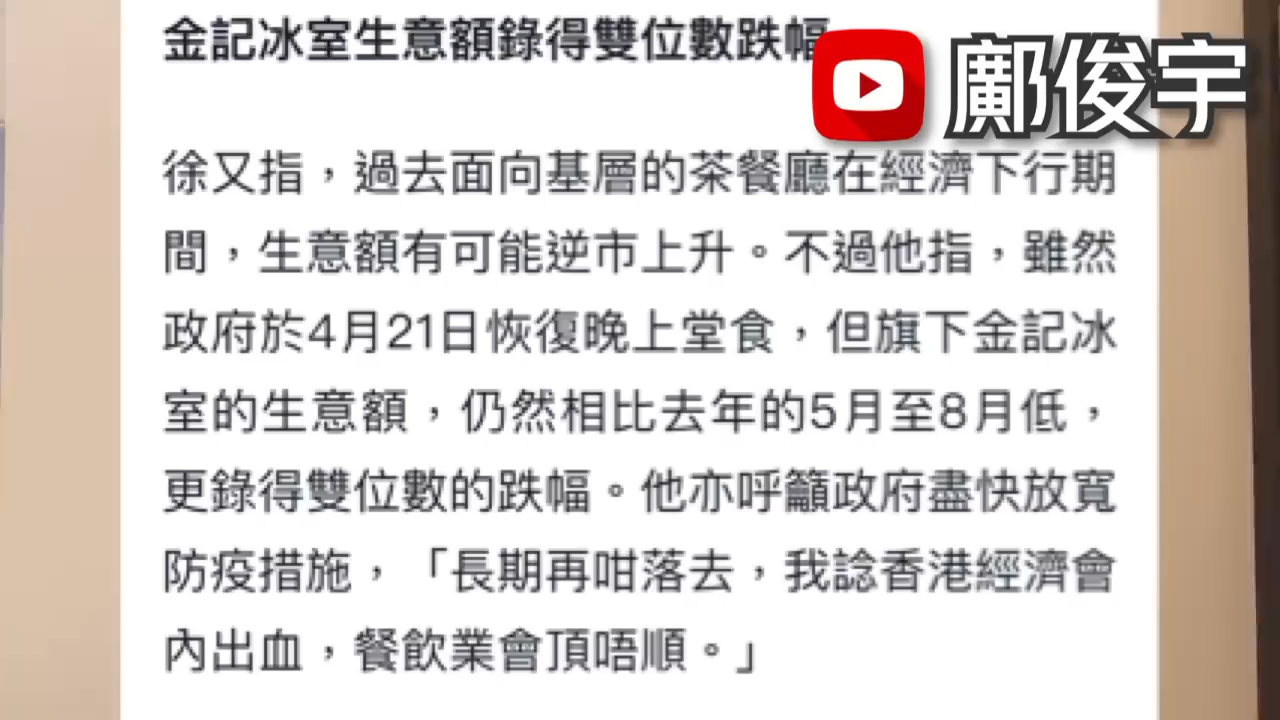 金記冰室生意額錄得雙位數跌幅
鄺俊宇
徐又指，過去面向基層的茶餐廳在經濟下行期
間，生意額有可能逆市上升。不過他指，雖然
政府於4月21日恢復晚上堂食，但旗下金記冰
室的生意額，仍然相比去年的5月至8月低，
更錄得雙位數的跌幅。他亦呼籲政府盡快放寬
防疫措施，「長期再咁落去，我諗香港經濟會
內出血，餐飲業會頂唔順。」